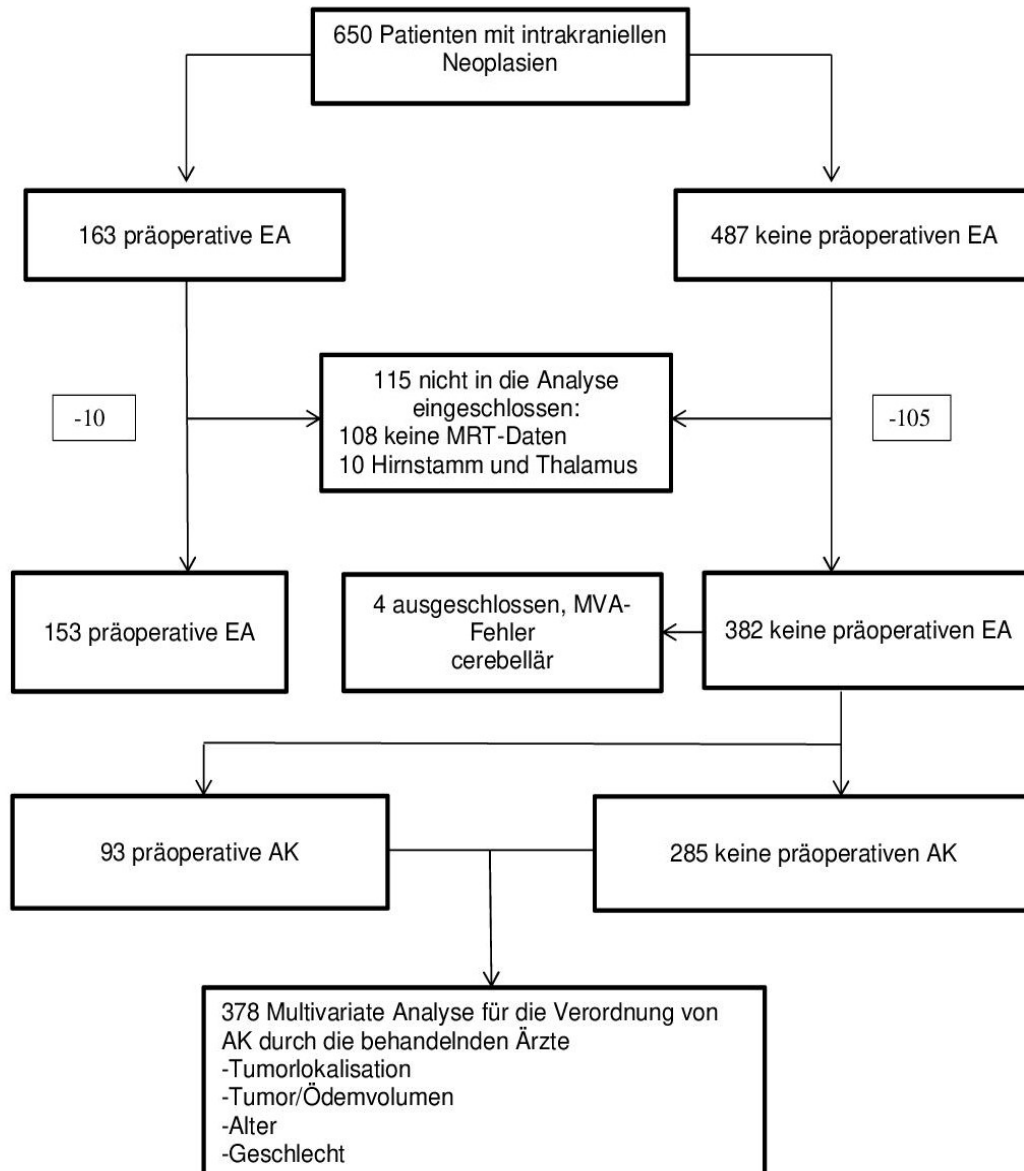 650 Patienten mit intrakraniellen
Neoplasien
163 präoperative EA
487 keine präoperativen EA
115 nicht in die Analyse
eingeschlossen:
108 keine MRT-Daten
10 Hirnstamm und Thalamus
-10
-105
153 präoperative EA
4 ausgeschlossen, MVA-
Fehler
cerebellär
382 keine präoperativen EA
93 präoperative AK
285 keine präoperativen AK
378 Multivariate Analyse für die Verordnung von
AK durch die behandelnden Ärzte
-Tumorlokalisation
-Tumor/Ödemvolumen
-Alter
-Geschlecht